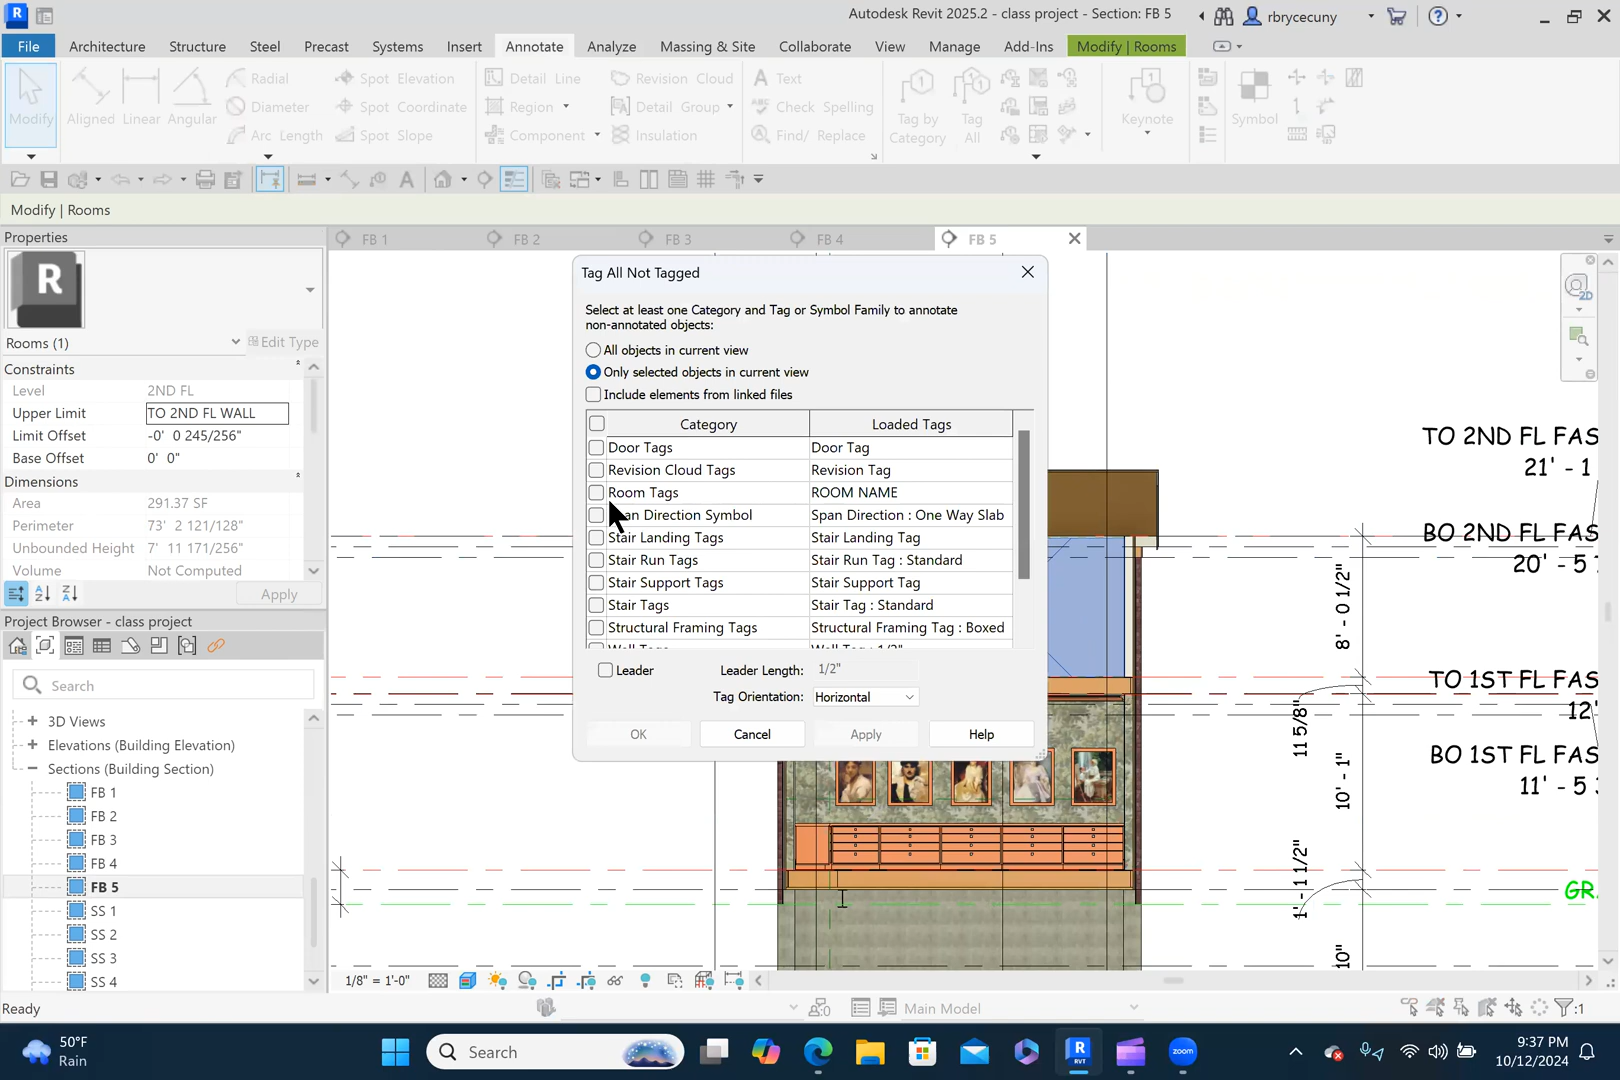 R
Autodesk Revit 2025.2 - class project - Section: FB 5
rbrycecuny
File
Architecture
Structure
Steel
Precast
Systems
Insert
Annotate
Analyze
Massing & Site
Collaborate
View
Manage
Add-Ins
Modify | Rooms
Modify
Aligned
Linear
Angular
Radial
Diameter
Arc Length
Spot Elevation
Spot Coordinate
Spot Slope
Detail Line
Region
Component
Revision Cloud
Detail Group
Insulation
A Text
Check Spelling
Find/ Replace
Tag by
Category
Tag
All
Keynote
Symbol
Modify | Rooms
Properties
FB 1
FB 2
FB 3
FB 4
FB 5
R
Rooms (1)
Edit Type
Constraints
Level 2ND FL
Upper Limit TO 2ND FL WALL
Limit Offset -0' 0 245/256"
Base Offset 0' 0"
Dimensions
Area 291.37 SF
Perimeter 73' 2 121/128"
Unbounded Height 7' 11 171/256"
Volume Not Computed
Apply
Project Browser - class project
Search
3D Views
Elevations (Building Elevation)
Sections (Building Section)
FB 1
FB 2
FB 3
FB 4
FB 5
SS 1
SS 2
SS 3
SS 4
Tag All Not Tagged
Select at least one Category and Tag or Symbol Family to annotate
non-annotated objects:
All objects in current view
Only selected objects in current view
Include elements from linked files
Category Loaded Tags
Door Tags Door Tag
Revision Cloud Tags Revision Tag
Room Tags ROOM NAME
Direction Symbol Span Direction : One Way Slab
Stair Landing Tags Stair Landing Tag
Stair Run Tags Stair Run Tag : Standard
Stair Support Tags Stair Support Tag
Stair Tags Stair Tag : Standard
Structural Framing Tags Structural Framing Tag : Boxed
Wall Tags Wall Tag : 1/2"
Leader
Leader Length: 1/2"
Tag Orientation: Horizontal
OK
Cancel
Apply
Help
2D
TO 2ND FL FAS
21' - 1
BO 2ND FL FAS
20' - 5
8' - 0 1/2"
TO 1ST FL FAS
12'
11 5/8"
BO 1ST FL FAS
11' - 5
10' - 1"
1' - 1 1/2"
GR
10"
1/8" = 1'-0"
Ready
Main Model
:1
50°F
Rain
Search
R
RVT
zoom
9:37 PM
10/12/2024